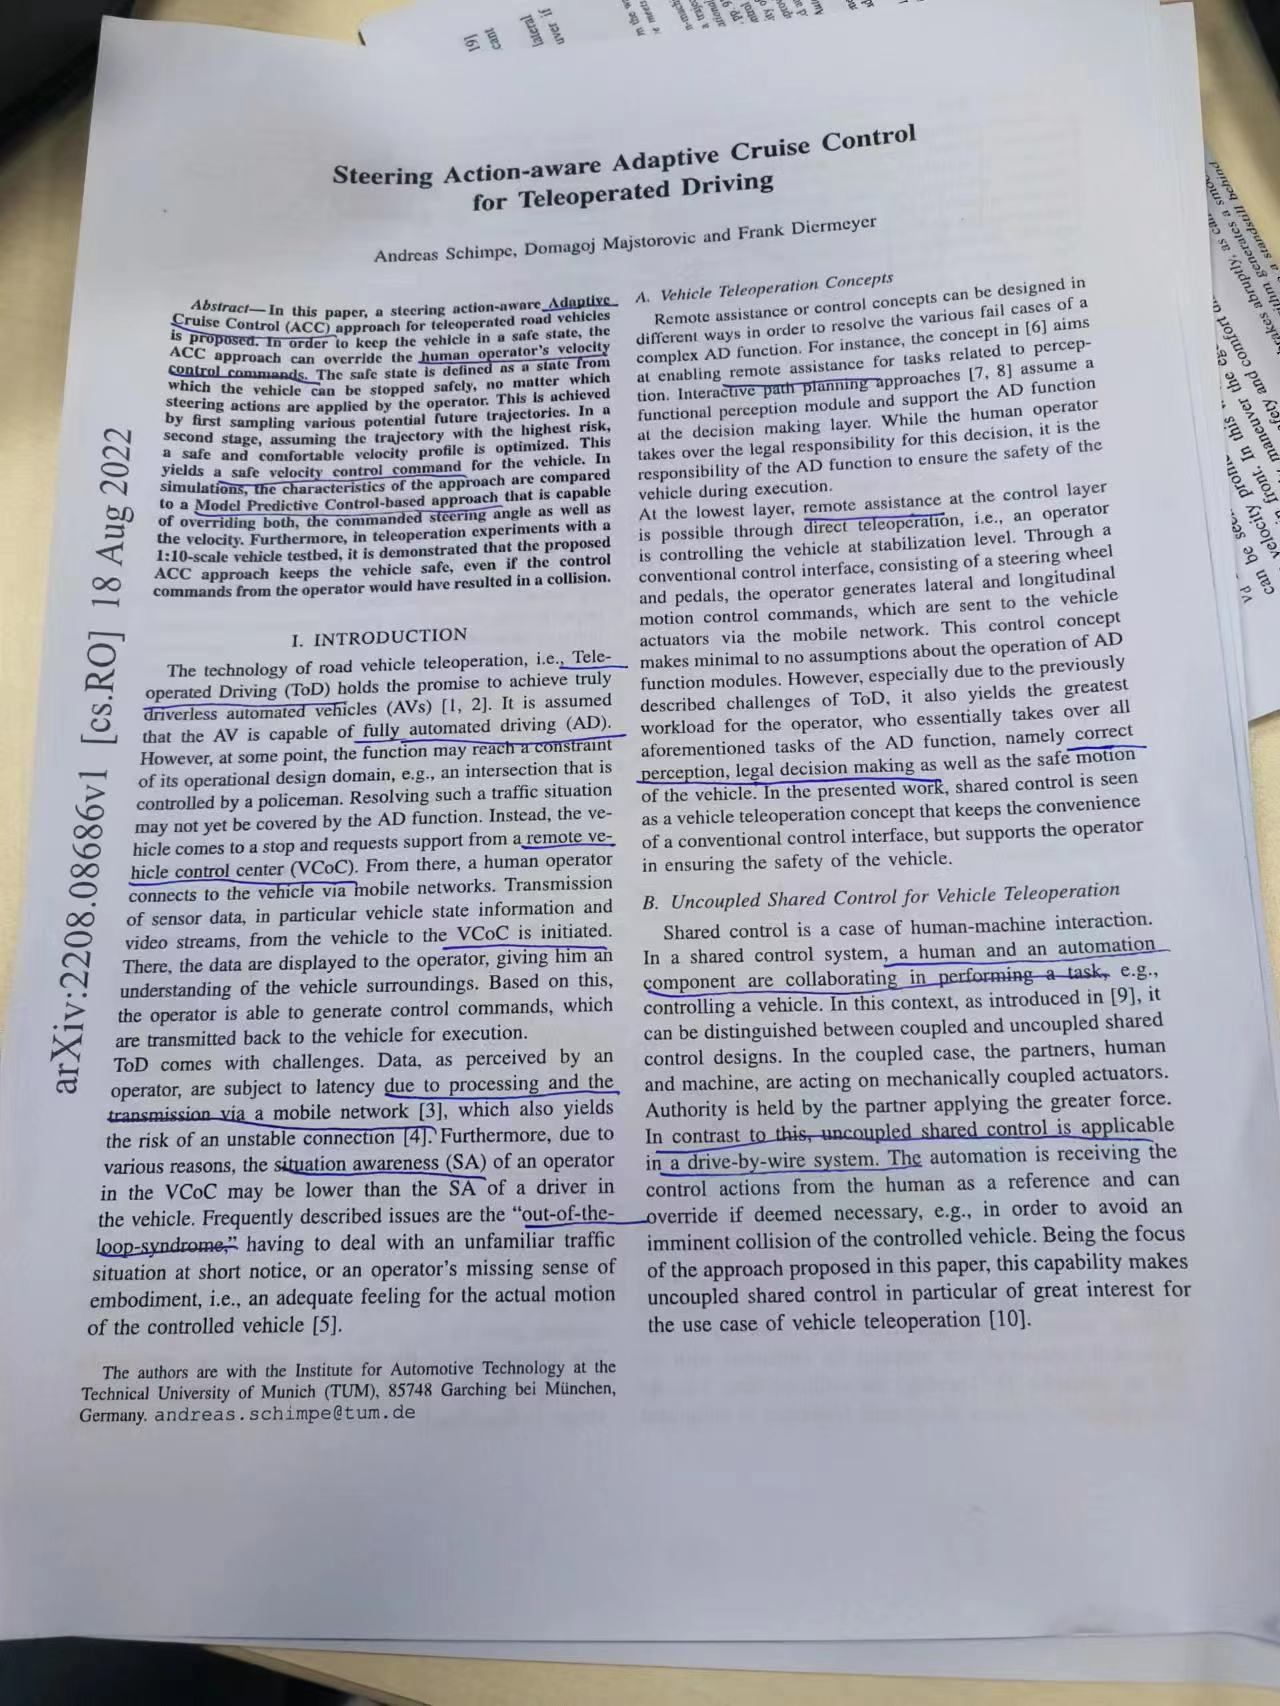 Steering Action-aware Adaptive Cruise Control
for Teleoperated Driving
Andreas Schimpe, Domagoj Majstorovic and Frank Diermeyer
arXiv:2208.08686v1 [cs.RO] 18 Aug 2022
Abstract—In this paper, a steering action-aware Adaptive
Cruise Control (ACC) approach for teleoperated road vehicles
is proposed. In order to keep the vehicle in a safe state, the
ACC approach can override the human operator's velocity
control commands. The safe state is defined as a state from
which the vehicle can be stopped safely, no matter which
steering actions are applied by the operator. This is achieved
by first sampling various potential future trajectories. In a
second stage, assuming the trajectory with the highest risk,
a safe and comfortable velocity profile is optimized. This
yields a safe velocity control command for the vehicle. In
simulations, the characteristics of the approach are compared
to a Model Predictive Control-based approach that is capable
of overriding both, the commanded steering angle as well as
the velocity. Furthermore, in teleoperation experiments with a
1:10-scale vehicle testbed, it is demonstrated that the proposed
ACC approach keeps the vehicle safe, even if the control
commands from the operator would have resulted in a collision.
I. INTRODUCTION
The technology of road vehicle teleoperation, i.e., Tele-
operated Driving (ToD) holds the promise to achieve truly
driverless automated vehicles (AVs) [1, 2]. It is assumed
that the AV is capable of fully automated driving (AD).
However, at some point, the function may reach a constraint
of its operational design domain, e.g., an intersection that is
controlled by a policeman. Resolving such a traffic situation
may not yet be covered by the AD function. Instead, the ve-
hicle comes to a stop and requests support from a remote ve-
hicle control center (VCoC). From there, a human operator
connects to the vehicle via mobile networks. Transmission
of sensor data, in particular vehicle state information and
video streams, from the vehicle to the VCoC is initiated.
There, the data are displayed to the operator, giving him an
understanding of the vehicle surroundings. Based on this,
the operator is able to generate control commands, which
are transmitted back to the vehicle for execution.
ToD comes with challenges. Data, as perceived by an
operator, are subject to latency due to processing and the
transmission via a mobile network [3], which also yields
the risk of an unstable connection [4]. Furthermore, due to
various reasons, the situation awareness (SA) of an operator
in the VCoC may be lower than the SA of a driver in
the vehicle. Frequently described issues are the “out-of-the-
loop-syndrome,” having to deal with an unfamiliar traffic
situation at short notice, or an operator's missing sense of
embodiment, i.e., an adequate feeling for the actual motion
of the controlled vehicle [5].
The authors are with the Institute for Automotive Technology at the
Technical University of Munich (TUM), 85748 Garching bei München,
Germany. andreas.schimpe@tum.de
A. Vehicle Teleoperation Concepts
Remote assistance or control concepts can be designed in
different ways in order to resolve the various fail cases of a
complex AD function. For instance, the concept in [6] aims
at enabling remote assistance for tasks related to percep-
tion. Interactive path planning approaches [7, 8] assume a
functional perception module and support the AD function
at the decision making layer. While the human operator
takes over the legal responsibility for this decision, it is the
responsibility of the AD function to ensure the safety of the
vehicle during execution.
At the lowest layer, remote assistance at the control layer
is possible through direct teleoperation, i.e., an operator
is controlling the vehicle at stabilization level. Through a
conventional control interface, consisting of a steering wheel
and pedals, the operator generates lateral and longitudinal
motion control commands, which are sent to the vehicle
actuators via the mobile network. This control concept
makes minimal to no assumptions about the operation of AD
function modules. However, especially due to the previously
described challenges of ToD, it also yields the greatest
workload for the operator, who essentially takes over all
aforementioned tasks of the AD function, namely correct
perception, legal decision making as well as the safe motion
of the vehicle. In the presented work, shared control is seen
as a vehicle teleoperation concept that keeps the convenience
of a conventional control interface, but supports the operator
in ensuring the safety of the vehicle.
B. Uncoupled Shared Control for Vehicle Teleoperation
Shared control is a case of human-machine interaction.
In a shared control system, a human and an automation
component are collaborating in performing a task, e.g.,
controlling a vehicle. In this context, as introduced in [9], it
can be distinguished between coupled and uncoupled shared
control designs. In the coupled case, the partners, human
and machine, are acting on mechanically coupled actuators.
Authority is held by the partner applying the greater force.
In contrast to this, uncoupled shared control is applicable
in a drive-by-wire system. The automation is receiving the
control actions from the human as a reference and can
override if deemed necessary, e.g., in order to avoid an
imminent collision of the controlled vehicle. Being the focus
of the approach proposed in this paper, this capability makes
uncoupled shared control in particular of great interest for
the use case of vehicle teleoperation [10].